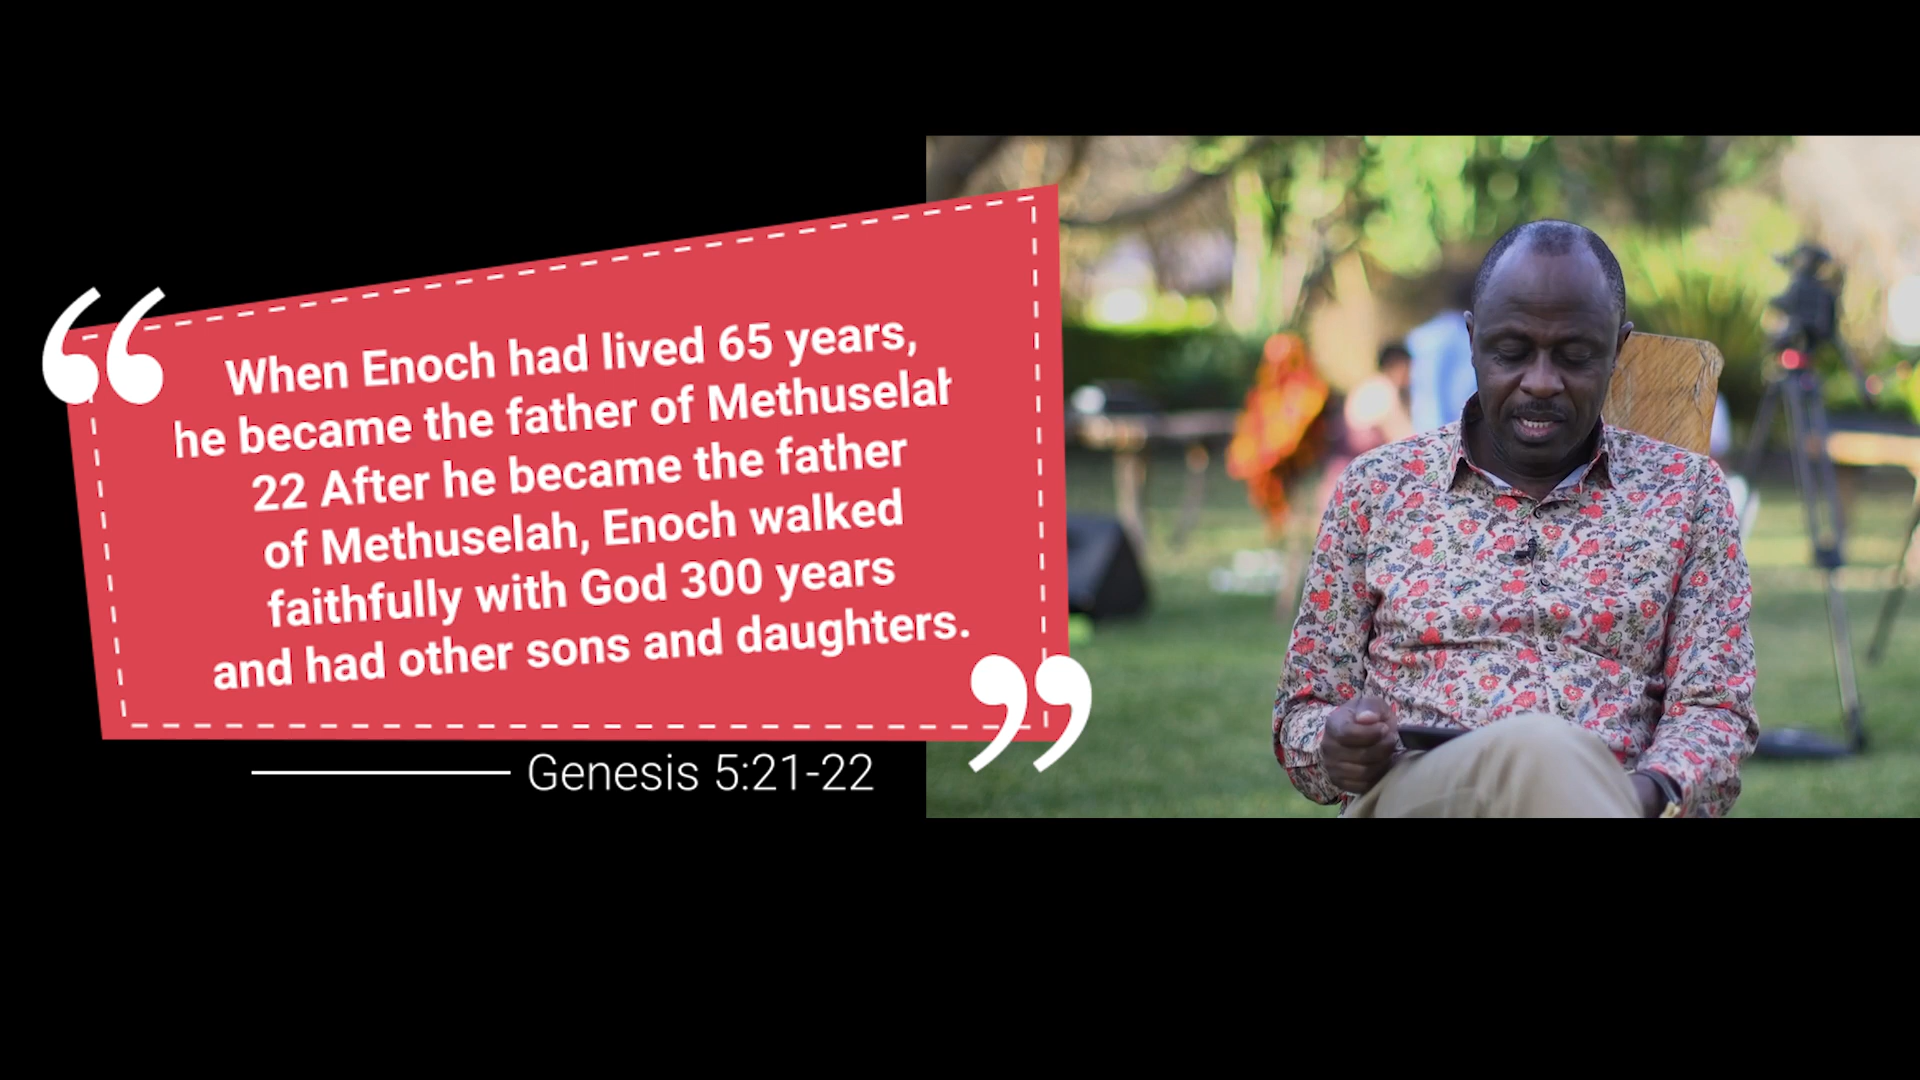 “
When Enoch had lived 65 years,
he became the father of Methuselah
22 After he became the father
of Methuselah, Enoch walked
faithfully with God 300 years
and had other sons and daughters.
”
Genesis 5:21-22